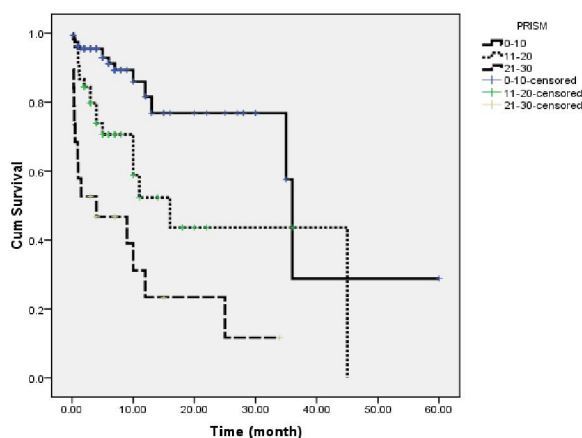 PRISM
0-10
11-20
21-30
0-10-censored
11-20-censored
21-30-censored
Cum Survival
1.0
0.8
0.6
0.4
0.2
0.0
0.00 10.00 20.00 30.00 40.00 50.00 60.00
Time (month)